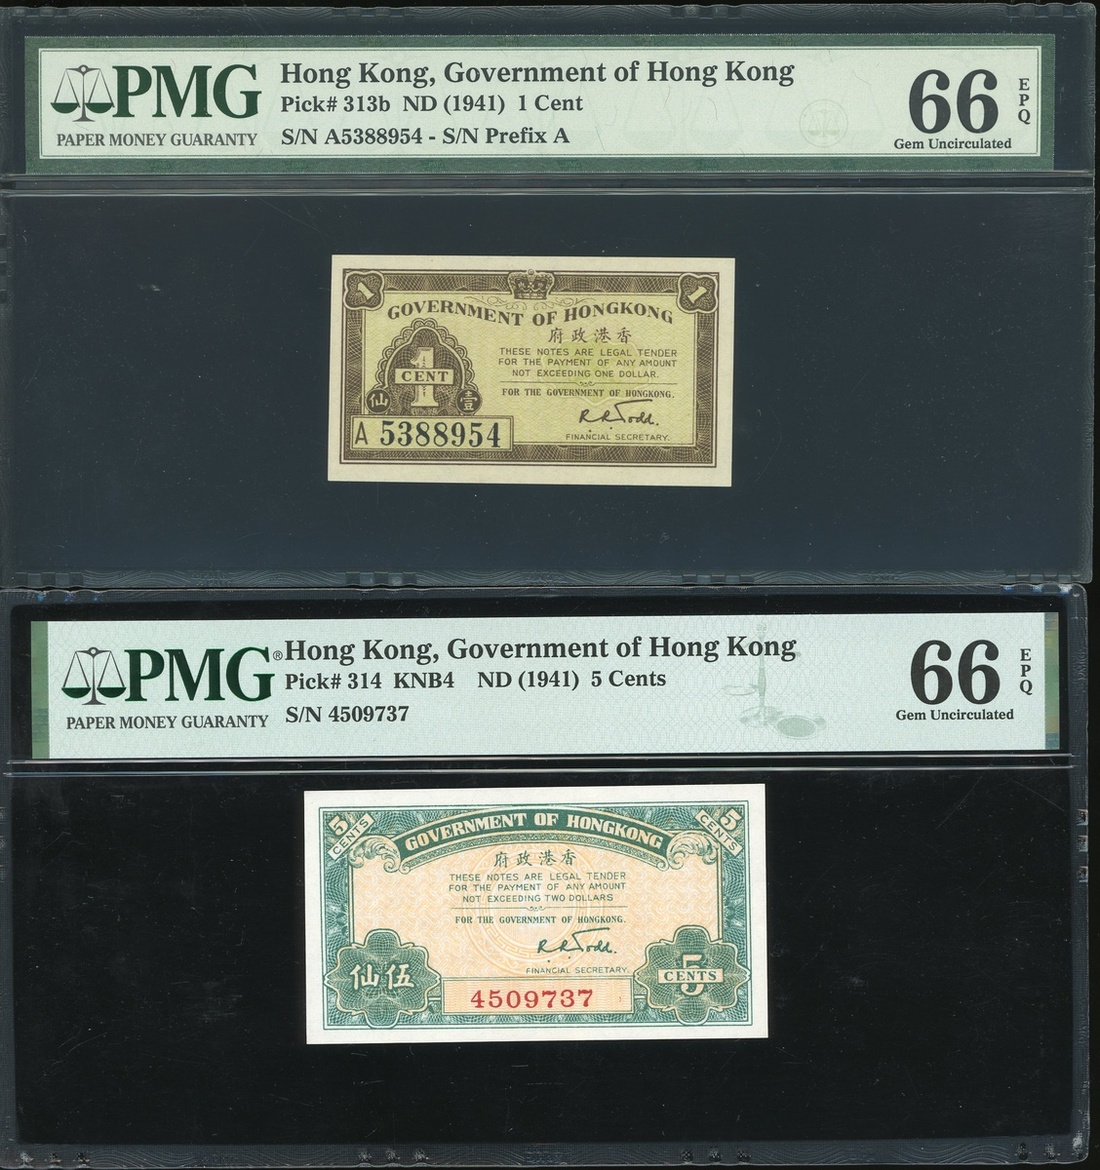 PMG
PAPER MONEY GUARANTY
Hong Kong, Government of Hong Kong
Pick# 313b ND (1941) 1 Cent
S/N A5388954 - S/N Prefix A
66
EPQ
Gem Uncirculated
1
1
GOVERNMENT OF HONGKONG
府政港香
THESE NOTES ARE LEGAL TENDER
FOR THE PAYMENT OF ANY AMOUNT
NOT EXCEEDING ONE DOLLAR.
FOR THE GOVERNMENT OF HONGKONG.
1
CENT
仙 壹
R R Todd.
A 5388954
FINANCIAL SECRETARY.
PMG®
PAPER MONEY GUARANTY
Hong Kong, Government of Hong Kong
Pick# 314 KNB4 ND (1941) 5 Cents
S/N 4509737
66
EPQ
Gem Uncirculated
5 CENTS
5 CENTS
GOVERNMENT OF HONGKONG
府政港香
THESE NOTES ARE LEGAL TENDER
FOR THE PAYMENT OF ANY AMOUNT
NOT EXCEEDING TWO DOLLARS
FOR THE GOVERNMENT OF HONGKONG.
R R Todd.
FINANCIAL SECRETARY.
仙伍
5
CENTS
4509737